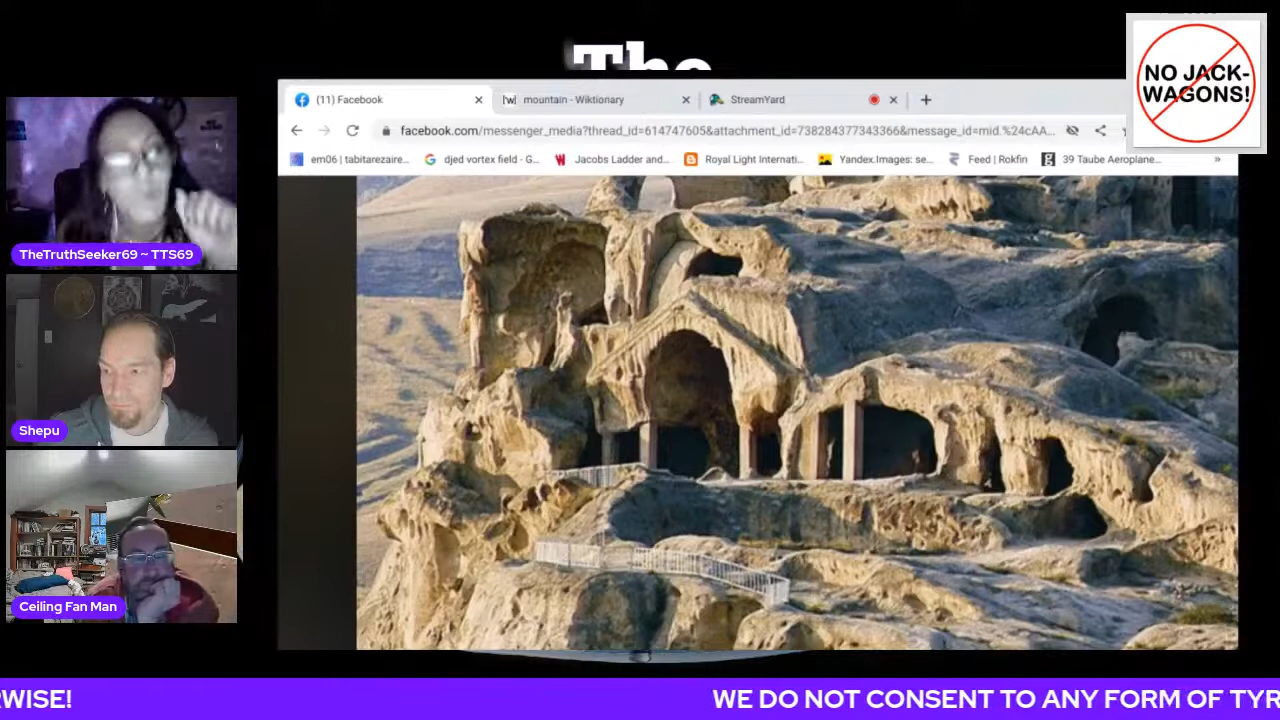 The
NO JACK-
WAGONS!
(11) Facebook
mountain - Wiktionary
StreamYard
facebook.com/messenger_media?thread_id=614747605&attachment_id=738284377343366&message_id=mid.%24cAA...
em06 | tabitarezaire...
djed vortex field - G...
Jacobs Ladder and...
Royal Light Internati...
Yandex.Images: se...
Feed | Rokfin
39 Taube Aeroplane...
»
TheTruthSeeker69 ~ TTS69
Shepu
Ceiling Fan Man
RWISE!
WE DO NOT CONSENT TO ANY FORM OF TYR